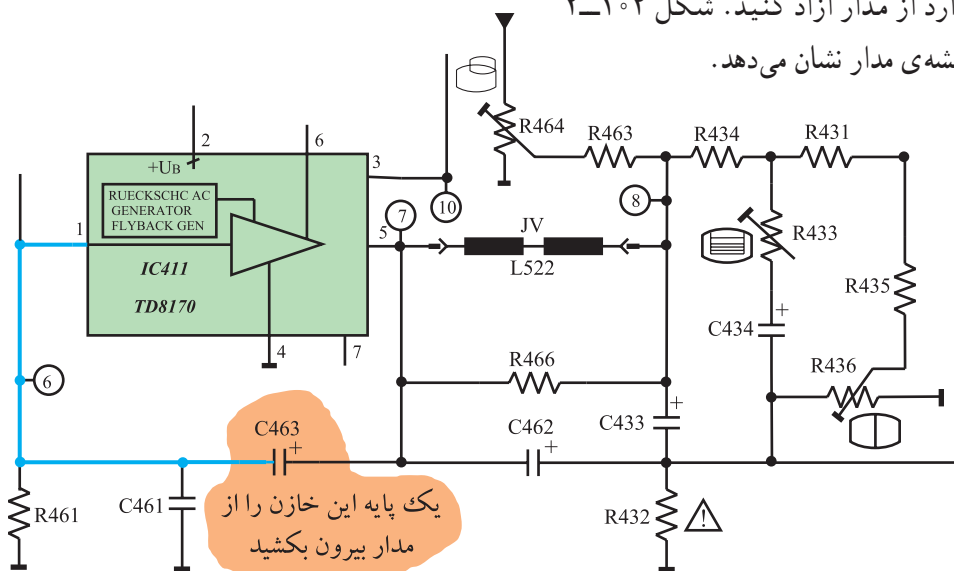 ارد از مدار آزاد کنید. شکل ۱۰۲–۲
شه‌ی مدار نشان می‌دهد.
R464
R463
R434
R431
2
6
+UB
3
RUECKSCHC AC
GENERATOR
FLYBACK GEN
10
7
8
1
5
JV
R433
IC411
L522
TD8170
R435
C434
+
4
7
R466
R436
6
C463
+
C462
+
C433
+
R461
C461
یک پایه این خازن را از
مدار بیرون بکشید
R432
!